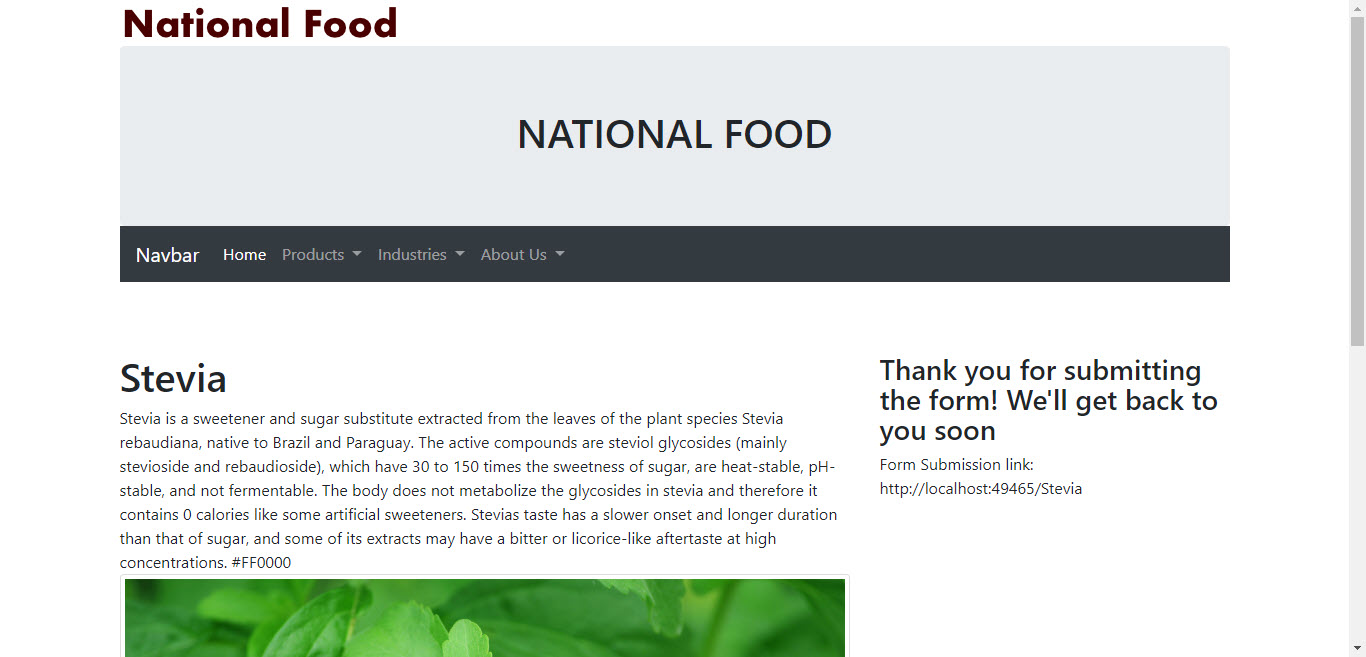 National Food
NATIONAL FOOD
Navbar Home Products Industries About Us
Stevia
Stevia is a sweetener and sugar substitute extracted from the leaves of the plant species Stevia
rebaudiana, native to Brazil and Paraguay. The active compounds are steviol glycosides (mainly
stevioside and rebaudioside), which have 30 to 150 times the sweetness of sugar, are heat-stable, pH-
stable, and not fermentable. The body does not metabolize the glycosides in stevia and therefore it
contains 0 calories like some artificial sweeteners. Stevias taste has a slower onset and longer duration
than that of sugar, and some of its extracts may have a bitter or licorice-like aftertaste at high
concentrations. #FF0000
Thank you for submitting
the form! We'll get back to
you soon
Form Submission link:
http://localhost:49465/Stevia